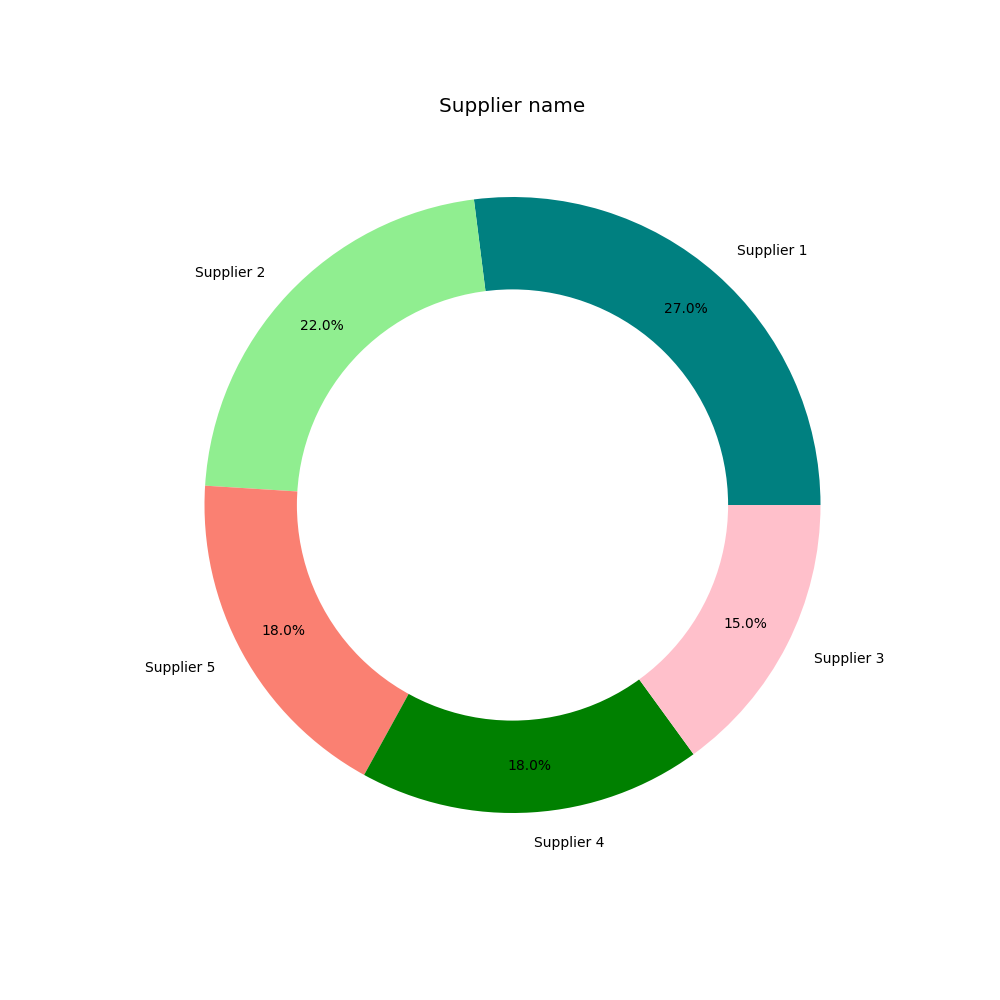 Supplier name
Supplier 1
27.0%
Supplier 2
22.0%
Supplier 5
18.0%
Supplier 4
18.0%
Supplier 3
15.0%